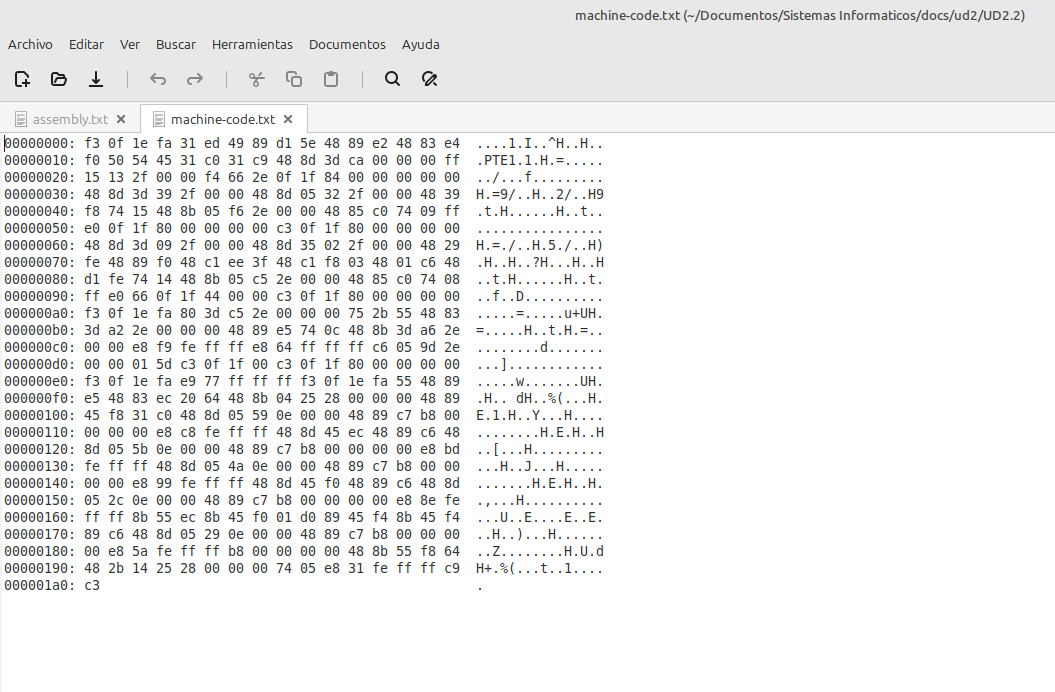 machine-code.txt (~/Documentos/Sistemas Informaticos/docs/ud2/UD2.2)
Archivo Editar Ver Buscar Herramientas Documentos Ayuda
assembly.txt machine-code.txt
00000000: f3 0f 1e fa 31 ed 49 89 d1 5e 48 89 e2 48 83 e4  ....1.I..^H..H..
00000010: f0 50 54 45 31 c0 31 c9 48 8d 3d ca 00 00 00 ff  .PTE1.1.H.=.....
00000020: 15 13 2f 00 00 f4 66 2e 0f 1f 84 00 00 00 00 00  ../...f.........
00000030: 48 8d 3d 39 2f 00 00 48 8d 05 32 2f 00 00 48 39  H.=9/..H..2/..H9
00000040: f8 74 15 48 8b 05 f6 2e 00 00 48 85 c0 74 09 ff  .t.H......H..t..
00000050: e0 0f 1f 80 00 00 00 00 c3 0f 1f 80 00 00 00 00  ................
00000060: 48 8d 3d 09 2f 00 00 48 8d 35 02 2f 00 00 48 29  H.=./..H.5./..H)
00000070: fe 48 89 f0 48 c1 ee 3f 48 c1 f8 03 48 01 c6 48  .H..H..?H...H..H
00000080: d1 fe 74 14 48 8b 05 c5 2e 00 00 48 85 c0 74 08  ..t.H......H..t.
00000090: ff e0 66 0f 1f 44 00 00 c3 0f 1f 80 00 00 00 00  ..f..D..........
000000a0: f3 0f 1e fa 80 3d c5 2e 00 00 00 75 2b 55 48 83  .....=.....u+UH.
000000b0: 3d a2 2e 00 00 00 48 89 e5 74 0c 48 8b 3d a6 2e  =.....H..t.H.=..
000000c0: 00 00 e8 f9 fe ff ff e8 64 ff ff ff c6 05 9d 2e  ........d.......
000000d0: 00 00 01 5d c3 0f 1f 00 c3 0f 1f 80 00 00 00 00  ...]............
000000e0: f3 0f 1e fa e9 77 ff ff ff f3 0f 1e fa 55 48 89  .....w.......UH.
000000f0: e5 48 83 ec 20 64 48 8b 04 25 28 00 00 00 48 89  .H.. dH..%(...H.
00000100: 45 f8 31 c0 48 8d 05 59 0e 00 00 48 89 c7 b8 00  E.1.H..Y...H....
00000110: 00 00 00 e8 c8 fe ff ff 48 8d 45 ec 48 89 c6 48  ........H.E.H..H
00000120: 8d 05 5b 0e 00 00 48 89 c7 b8 00 00 00 00 e8 bd  ..[...H.........
00000130: fe ff ff 48 8d 05 4a 0e 00 00 48 89 c7 b8 00 00  ...H..J...H.....
00000140: 00 00 e8 99 fe ff ff 48 8d 45 f0 48 89 c6 48 8d  .......H.E.H..H.
00000150: 05 2c 0e 00 00 48 89 c7 b8 00 00 00 00 e8 8e fe  .,...H..........
00000160: ff ff 8b 55 ec 8b 45 f0 01 d0 89 45 f4 8b 45 f4  ...U..E....E..E.
00000170: 89 c6 48 8d 05 29 0e 00 00 48 89 c7 b8 00 00 00  ..H..)...H......
00000180: 00 e8 5a fe ff ff b8 00 00 00 00 48 8b 55 f8 64  ..Z........H.U.d
00000190: 48 2b 14 25 28 00 00 00 74 05 e8 31 fe ff ff c9  H+.%(...t..1....
000001a0: c3  .